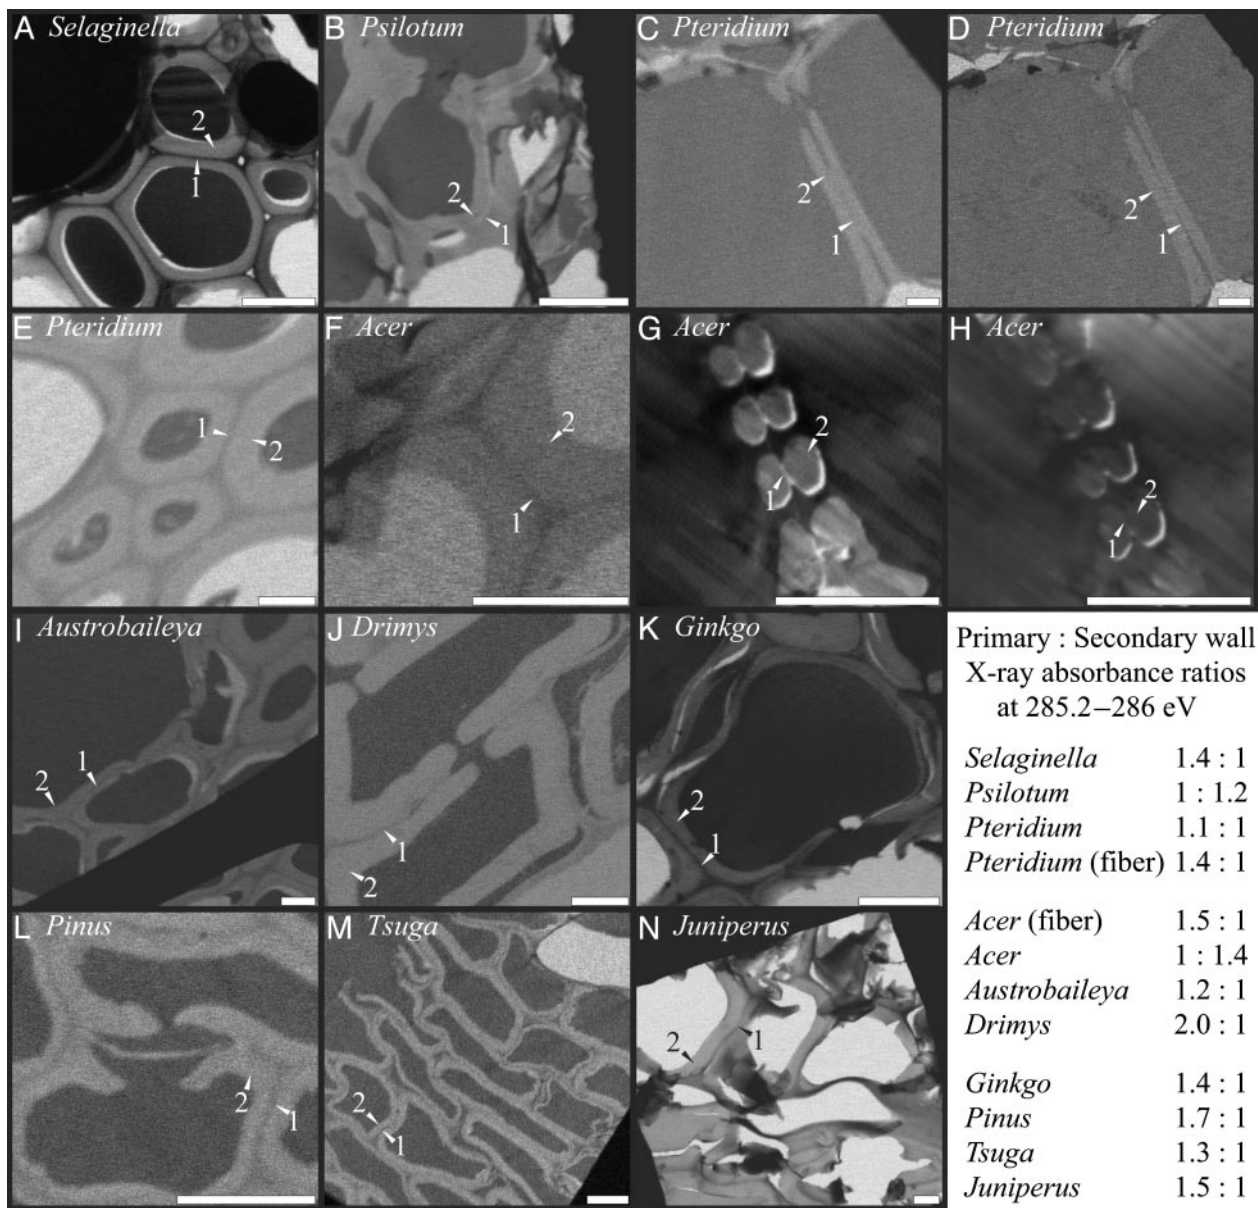 A Selaginella
2
1
B Psilotum
2
1
C Pteridium
2
1
D Pteridium
2
1
E Pteridium
1
2
F Acer
2
1
G Acer
2
1
H Acer
2
1
I Austrobaileya
1
2
J Drimys
1
2
K Ginkgo
2
1
L Pinus
2
1
M Tsuga
2
1
N Juniperus
1
2
Primary : Secondary wall
X-ray absorbance ratios
at 285.2–286 eV
Selaginella 1.4 : 1
Psilotum 1 : 1.2
Pteridium 1.1 : 1
Pteridium (fiber) 1.4 : 1
Acer (fiber) 1.5 : 1
Acer 1 : 1.4
Austrobaileya 1.2 : 1
Drimys 2.0 : 1
Ginkgo 1.4 : 1
Pinus 1.7 : 1
Tsuga 1.3 : 1
Juniperus 1.5 : 1